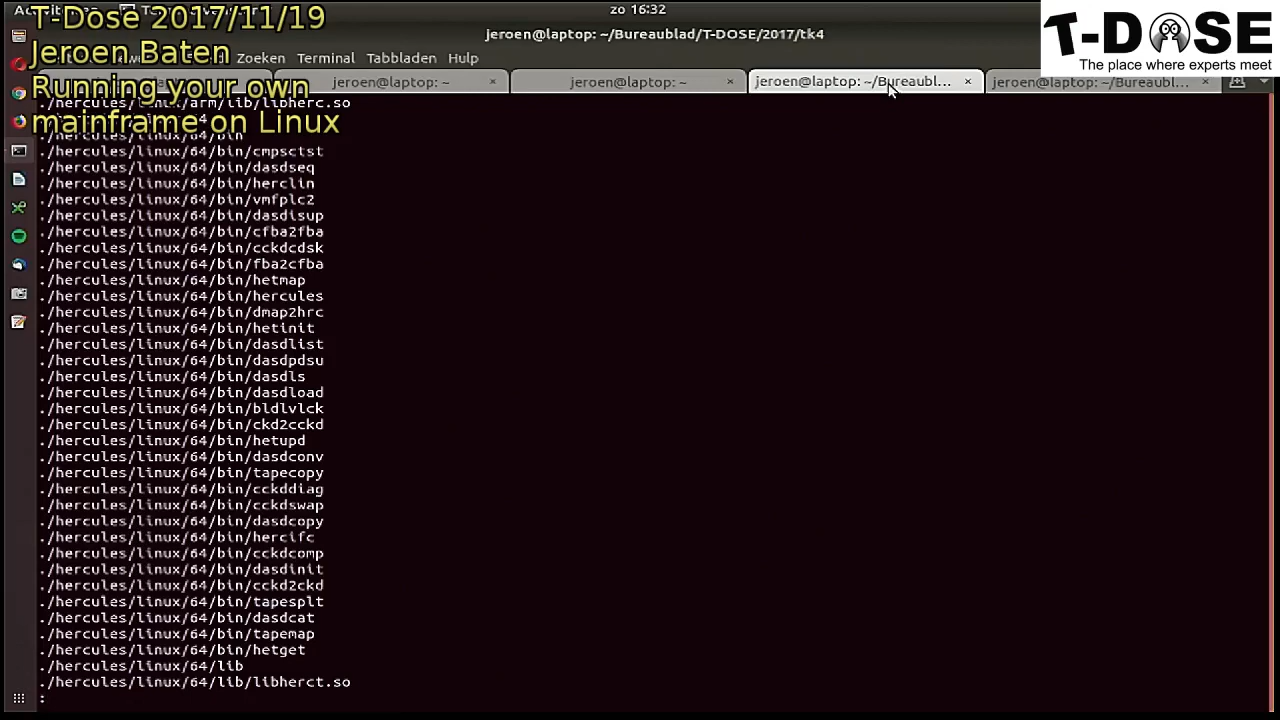 zo 16:32
T-Dose 2017/11/19
Jeroen Baten
Running your own
mainframe on Linux
T-DOSE
The place where experts meet
jeroen@laptop: ~/Bureaublad/T-DOSE/2017/tk4
Zoeken Terminal Tabbladen Help
jeroen@laptop: ~ × jeroen@laptop: ~ × jeroen@laptop: ~/Bureaubl... × jeroen@laptop: ~/Bureaubl... ×
./hercules/linux/arm/lib/libherc.so
./hercules/linux/64/bin/cmpsctst
./hercules/linux/64/bin/dasdseq
./hercules/linux/64/bin/herclin
./hercules/linux/64/bin/vmfplc2
./hercules/linux/64/bin/dasdisup
./hercules/linux/64/bin/cfba2fba
./hercules/linux/64/bin/cckdcdsk
./hercules/linux/64/bin/fba2cfba
./hercules/linux/64/bin/hetmap
./hercules/linux/64/bin/hercules
./hercules/linux/64/bin/dmap2hrc
./hercules/linux/64/bin/hetinit
./hercules/linux/64/bin/dasdlist
./hercules/linux/64/bin/dasdpdsu
./hercules/linux/64/bin/dasdls
./hercules/linux/64/bin/dasdload
./hercules/linux/64/bin/bldlvlck
./hercules/linux/64/bin/ckd2cckd
./hercules/linux/64/bin/hetupd
./hercules/linux/64/bin/dasdconv
./hercules/linux/64/bin/tapecopy
./hercules/linux/64/bin/cckddiag
./hercules/linux/64/bin/cckdswap
./hercules/linux/64/bin/dasdcopy
./hercules/linux/64/bin/hercifc
./hercules/linux/64/bin/cckdcomp
./hercules/linux/64/bin/dasdinit
./hercules/linux/64/bin/cckd2ckd
./hercules/linux/64/bin/tapesplt
./hercules/linux/64/bin/dasdcat
./hercules/linux/64/bin/tapemap
./hercules/linux/64/bin/hetget
./hercules/linux/64/lib
./hercules/linux/64/lib/libherct.so
: